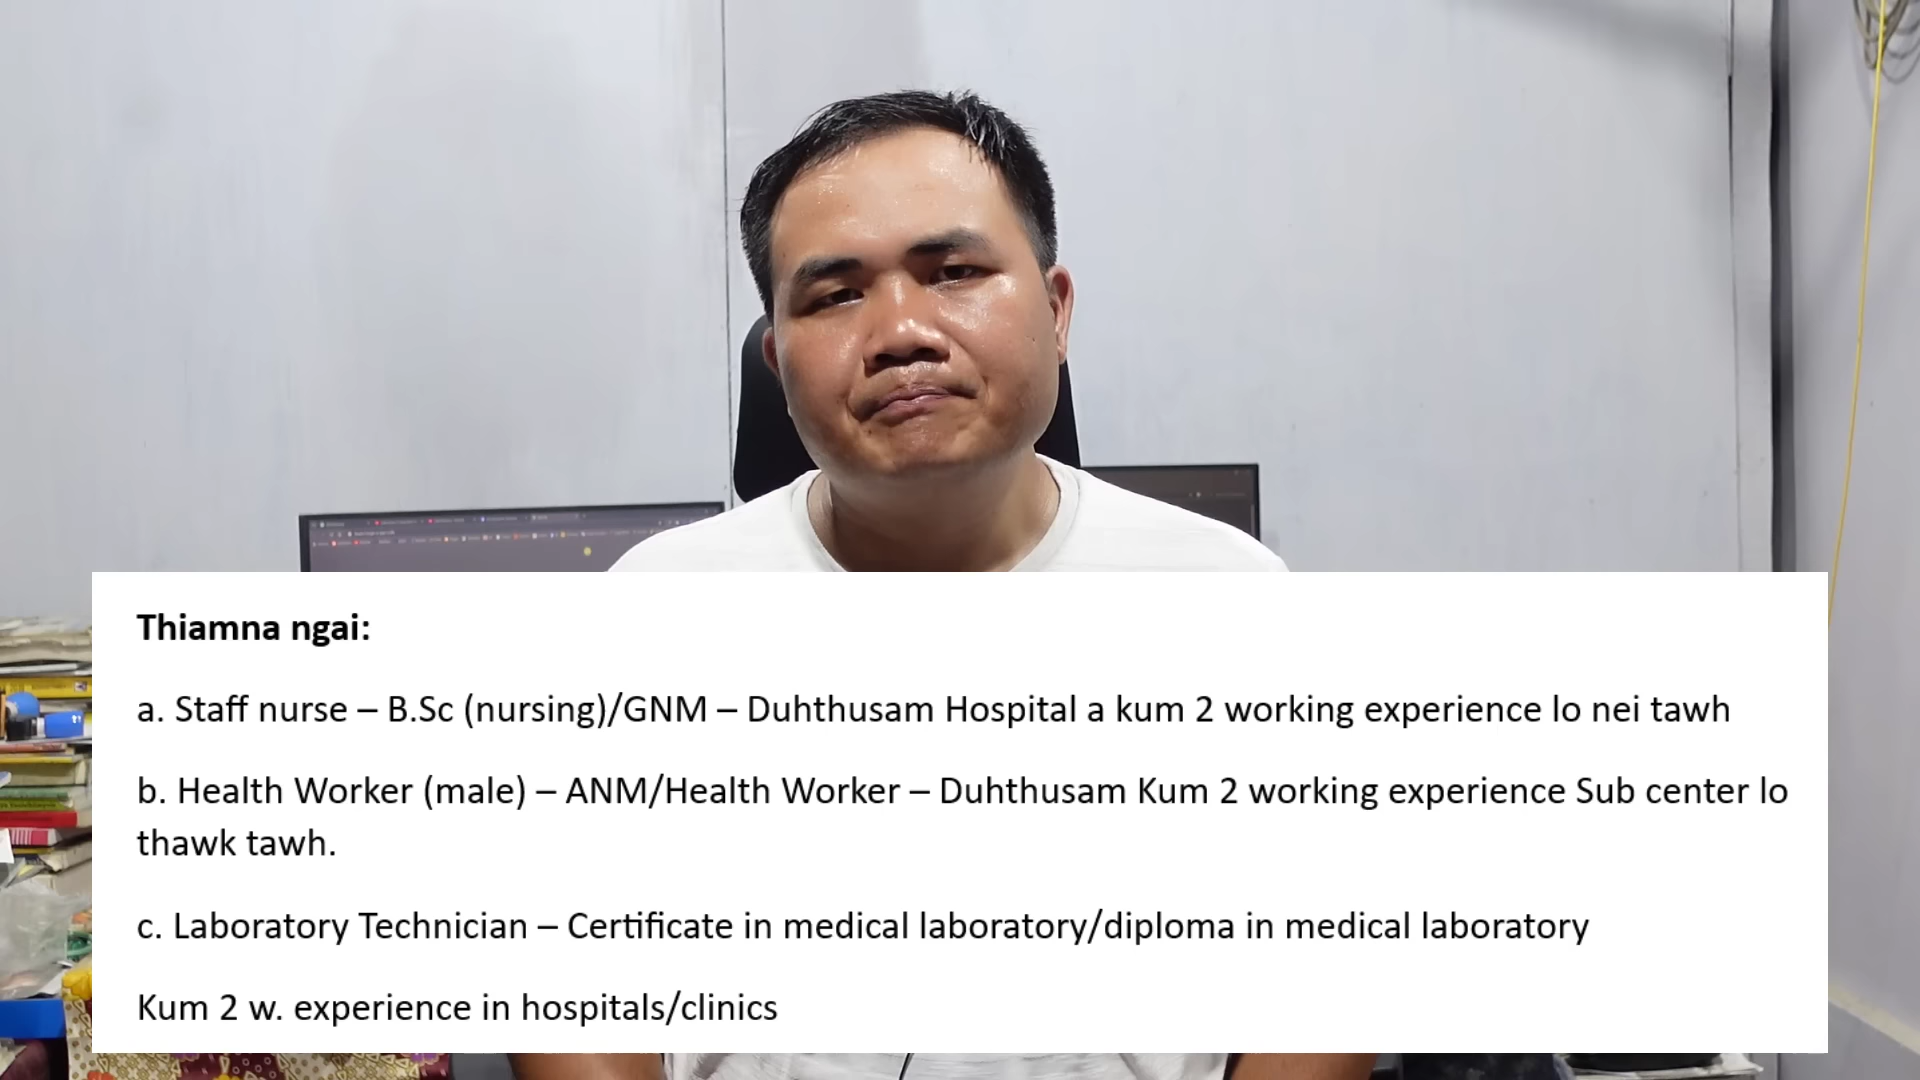 Thiamna ngai:
a. Staff nurse – B.Sc (nursing)/GNM – Duhthusam Hospital a kum 2 working experience lo nei tawh
b. Health Worker (male) – ANM/Health Worker – Duhthusam Kum 2 working experience Sub center lo
thawk tawh.
c. Laboratory Technician – Certificate in medical laboratory/diploma in medical laboratory
Kum 2 w. experience in hospitals/clinics